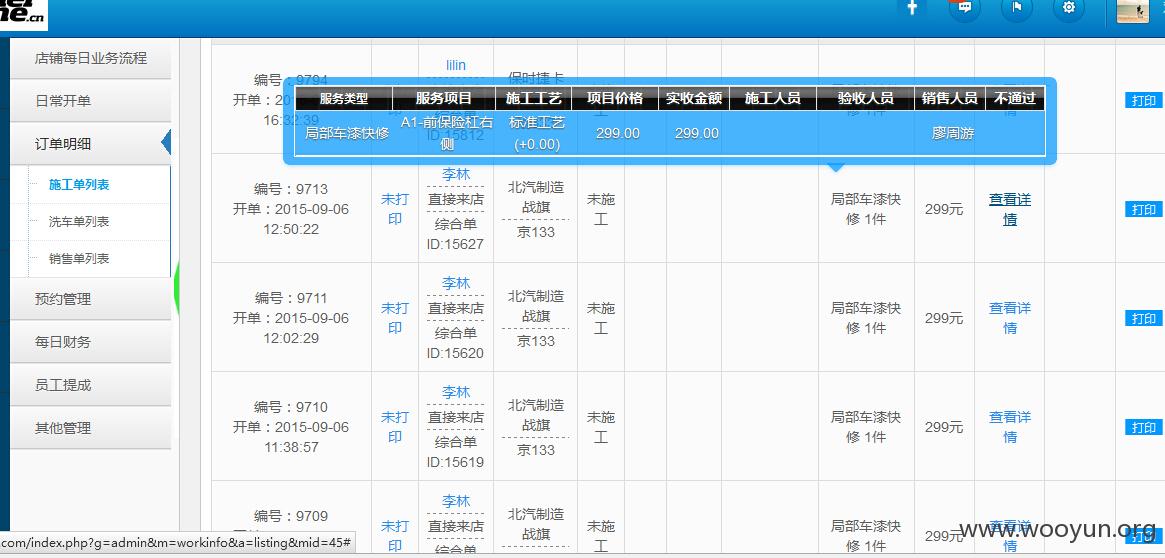 ne.cn
店铺每日业务流程
日常开单
订单明细
施工单列表
洗车单列表
销售单列表
预约管理
每日财务
员工提成
其他管理
编号：9794
开单：20
16:32:39
lilin
ID:15812
保时捷卡
打印
服务类型 服务项目 施工工艺 项目价格 实收金额 施工人员 验收人员 销售人员 不通过
局部车漆快修 A1-前保险杠右侧 标准工艺(+0.00) 299.00 299.00 廖周游
编号：9713
开单：2015-09-06
12:50:22
未打
印
李林
直接来店
综合单
ID:15627
北汽制造
战旗
京133
未施
工
局部车漆快
修 1件
299元
查看详
情
打印
编号：9711
开单：2015-09-06
12:02:29
未打
印
李林
直接来店
综合单
ID:15620
北汽制造
战旗
京133
未施
工
局部车漆快
修 1件
299元
查看详
情
打印
编号：9710
开单：2015-09-06
11:38:57
未打
印
李林
直接来店
综合单
ID:15619
北汽制造
战旗
京133
未施
工
局部车漆快
修 1件
299元
查看详
情
打印
编号：9709
未打
印
李林
直接来店
综合单
北汽制造
战旗
未施
工
局部车漆快
修 1件
299元
查看详
情
打印
.com/index.php?g=admin&m=workinfo&a=listing&mid=45#
www.wooyun.org